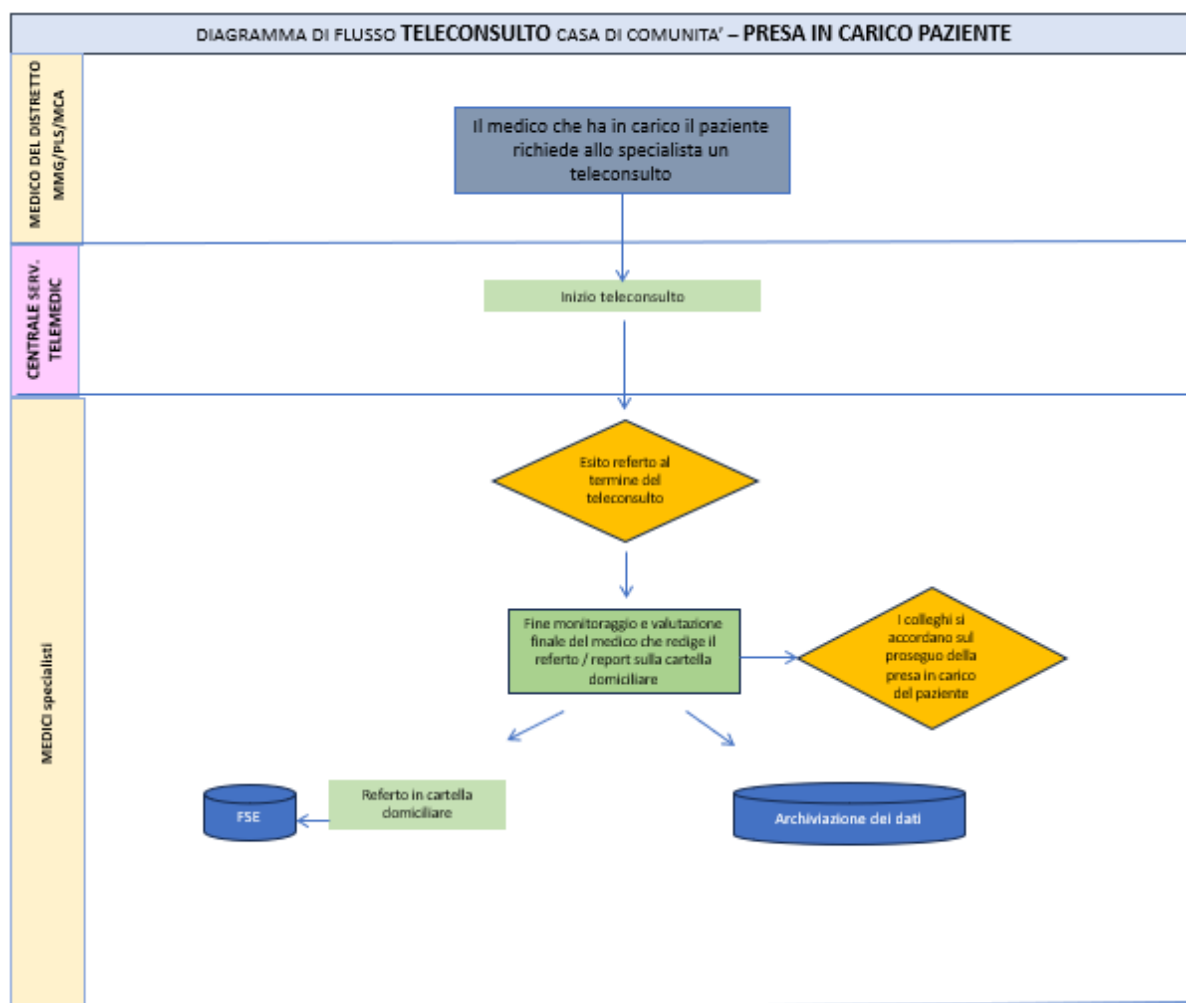 DIAGRAMMA DI FLUSSO TELECONSULTO CASA DI COMUNITA’ – PRESA IN CARICO PAZIENTE
MEDICO DEL DISTRETTO
MMG/PLS/MCA
Il medico che ha in carico il paziente
richiede allo specialista un
teleconsulto
CENTRALE SERV.
TELEMEDIC
Inizio teleconsulto
MEDICI specialisti
Esito referto al
termine del
teleconsulto
Fine monitoraggio e valutazione
finale del medico che redige il
referto / report sulla cartella
domiciliare
I colleghi si
accordano sul
proseguo della
presa in carico
del paziente
FSE
Referto in cartella
domiciliare
Archiviazione dei dati